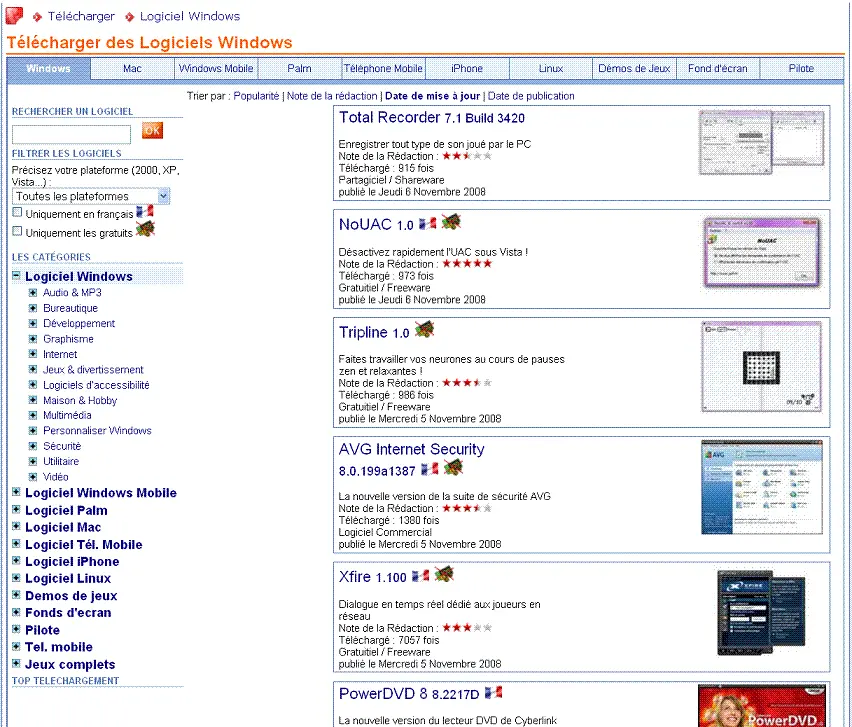 Télécharger Logiciel Windows
Télécharger des Logiciels Windows
Windows Mac Windows Mobile Palm Téléphone Mobile iPhone Linux Démos de Jeux Fond d'écran Pilote
Trier par : Popularité | Note de la rédaction | Date de mise à jour | Date de publication
RECHERCHER UN LOGICIEL
OK
FILTRER LES LOGICIELS
Précisez votre plateforme (2000, XP,
Vista...) :
Toutes les plateformes
Uniquement en français
Uniquement les gratuits
LES CATÉGORIES
Logiciel Windows
Audio & MP3
Bureautique
Développement
Graphisme
Internet
Jeux & divertissement
Logiciels d'accessibilité
Maison & Hobby
Multimédia
Personnaliser Windows
Sécurité
Utilitaire
Vidéo
Logiciel Windows Mobile
Logiciel Palm
Logiciel Mac
Logiciel Tél. Mobile
Logiciel iPhone
Logiciel Linux
Demos de jeux
Fonds d'ecran
Pilote
Tel. mobile
Jeux complets
TOP TELECHARGEMENT
Total Recorder 7.1 Build 3420
Enregistrer tout type de son joué par le PC
Note de la Rédaction :
Téléchargé : 915 fois
Partagiciel / Shareware
publié le Jeudi 6 Novembre 2008
NoUAC 1.0
Désactivez rapidement l'UAC sous Vista !
Note de la Rédaction :
Téléchargé : 973 fois
Gratuitiel / Freeware
publié le Jeudi 6 Novembre 2008
NoUAC
Tripline 1.0
Faites travailler vos neurones au cours de pauses
zen et relaxantes !
Note de la Rédaction :
Téléchargé : 986 fois
Gratuitiel / Freeware
publié le Mercredi 5 Novembre 2008
AVG Internet Security
8.0.199a1387
La nouvelle version de la suite de sécurité AVG
Note de la Rédaction :
Téléchargé : 1380 fois
Logiciel Commercial
publié le Mercredi 5 Novembre 2008
AVG
Xfire 1.100
Dialogue en temps réel dédié aux joueurs en
réseau
Note de la Rédaction :
Téléchargé : 7057 fois
Gratuitiel / Freeware
publié le Mercredi 5 Novembre 2008
XFIRE
PowerDVD 8 8.2217D
La nouvelle version du lecteur DVD de Cyberlink
PowerDVD